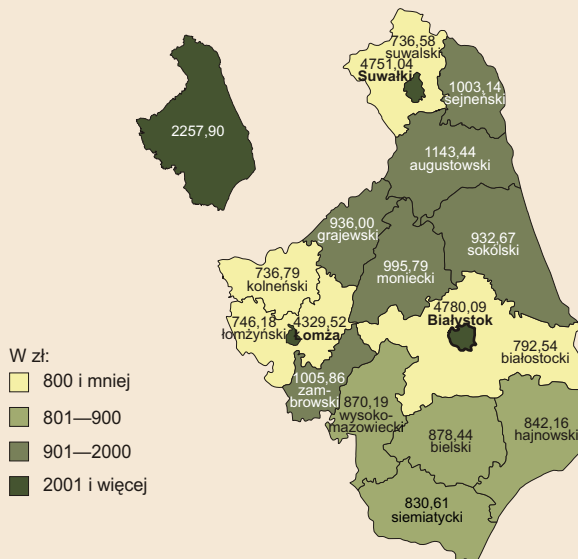 736,58
suwalski
4751,04
Suwałki
1003,14
sejneński
2257,90
1143,44
augustowski
936,00
grajewski
932,67
sokólski
995,79
moniecki
736,79
kolneński
746,18
łomżyński
4329,52
Łomża
4780,09
Białystok
792,54
białostocki
1005,86
zam-
browski
870,19
wysoko-
mazowiecki
878,44
bielski
842,16
hajnowski
830,61
siemiatycki
W zł:
800 i mniej
801—900
901—2000
2001 i więcej